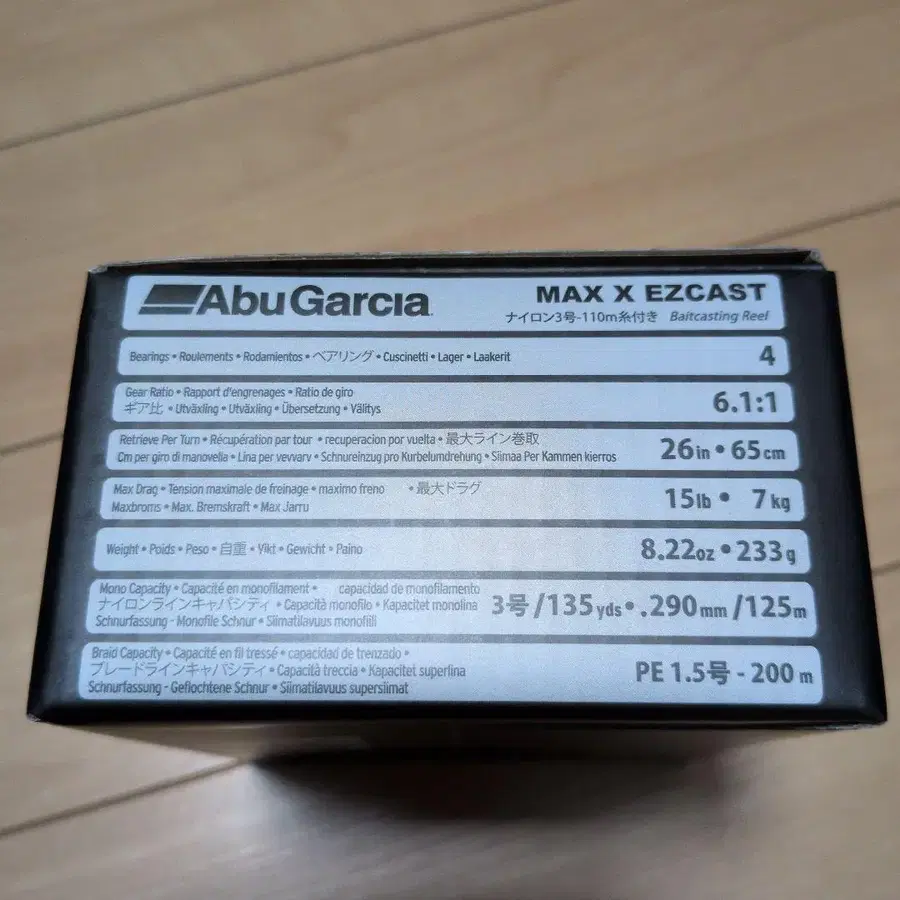 Abu Garcia
MAX X EZCAST
ナイロン3号-110m糸付き Baitcasting Reel
Bearings • Roulements • Rodamientos • ベアリング • Cuscinetti • Lager • Laakerit 4
Gear Ratio • Rapport d'engrenages • Ratio de giro
ギア比 • Utväxling • Utväxling • Übersetzung • Välitys
6.1:1
Retrieve Per Turn • Récupération par tour • recuperacion por vuelta • 最大ライン巻取
Cm per giro di manovella • Lina per vevvarv • Schnureinzug pro Kurbelumdrehung • Siimaa Per Kammen kierros
26in • 65cm
Max Drag • Tension maximale de freinage • maximo freno • 最大ドラグ
Maxbroms • Max. Bremskraft • Max Jarru
15lb • 7kg
Weight • Poids • Peso • 自重 • Vikt • Gewicht • Paino 8.22oz • 233g
Mono Capacity • Capacité en monofilament • capacidad de monofilamento
ナイロンラインキャパシティ • Capacità monofilo • Kapacitet monolina
Schnurfassung - Monofile Schnur • Siimatilavuus monofiili
3号/135yds • .290mm/125m
Braid Capacity • Capacité en fil tressé • capacidad de trenzado •
ブレードラインキャパシティ • Capacità treccia • Kapacitet superlina
Schnurfassung - Geflochtene Schnur • Siimatilavuus superslimat
PE 1.5号 - 200m